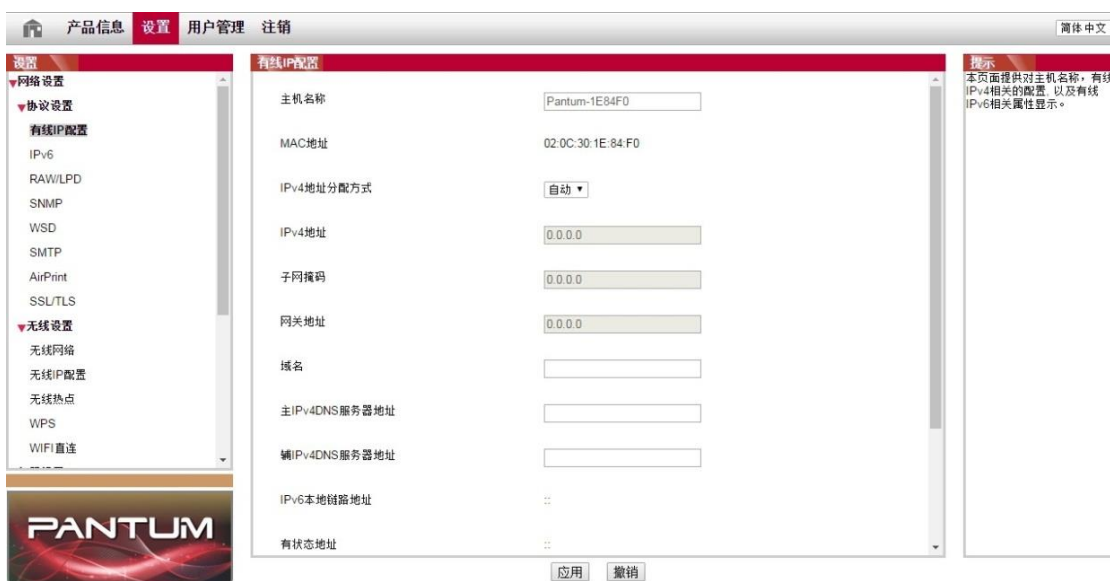 产品信息 设置 用户管理 注销 简体中文
设置
▼网络设置
▼协议设置
有线IP配置
IPv6
RAW/LPD
SNMP
WSD
SMTP
AirPrint
SSL/TLS
▼无线设置
无线网络
无线IP配置
无线热点
WPS
WIFI直连
PANTUM
有线IP配置
主机名称 Pantum-1E84F0
MAC地址 02:0C:30:1E:84:F0
IPv4地址分配方式 自动 ▼
IPv4地址 0.0.0.0
子网掩码 0.0.0.0
网关地址 0.0.0.0
域名
主IPv4DNS服务器地址
辅IPv4DNS服务器地址
IPv6本地链路地址 ::
有状态地址 ::
应用 撤销
提示
本页面提供对主机名称，有线
IPv4相关的配置, 以及有线
IPv6相关属性显示。